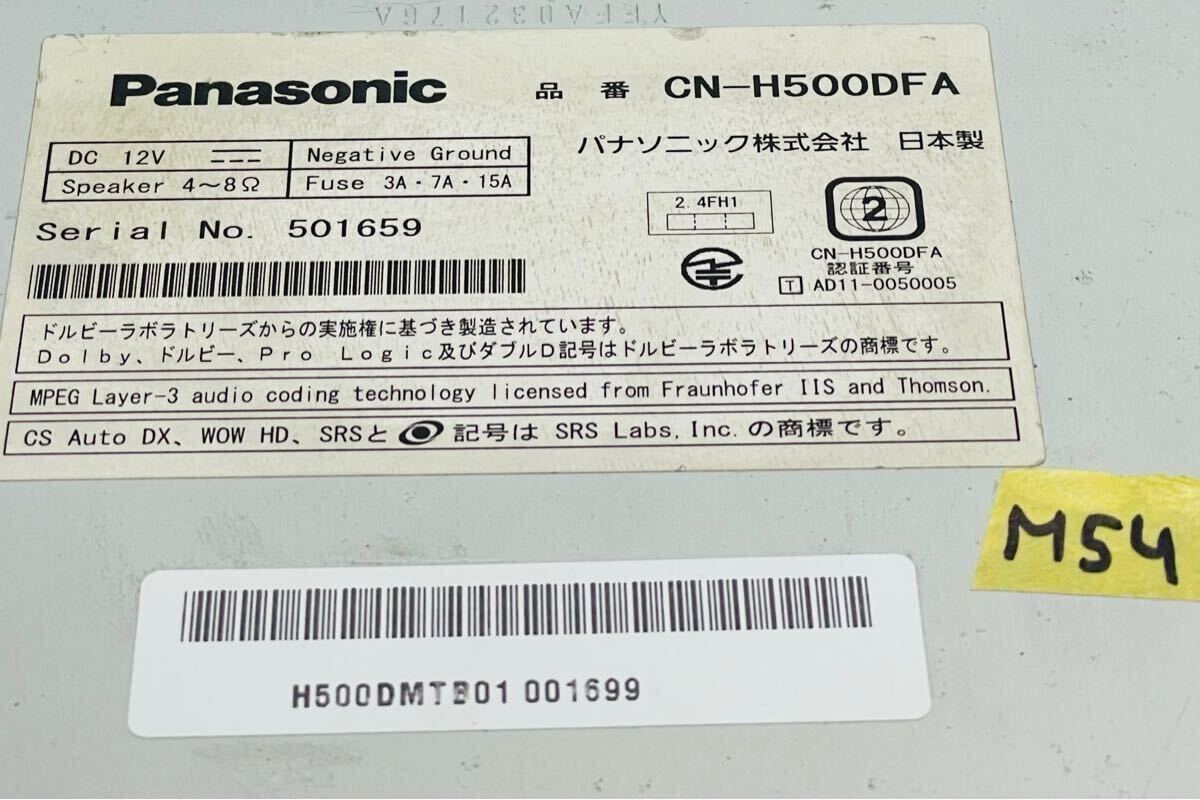 YEFA032176A
Panasonic 品番 CN-H500DFA
パナソニック株式会社 日本製
DC 12V Negative Ground
Speaker 4～8Ω Fuse 3A・7A・15A
Serial No. 501659
2.4FH1
2
CN-H500DFA
認証番号
T AD11-0050005
ドルビーラボラトリーズからの実施権に基づき製造されています。
Dolby、ドルビー、Pro Logic及びダブルD記号はドルビーラボラトリーズの商標です。
MPEG Layer-3 audio coding technology licensed from Fraunhofer IIS and Thomson.
CS Auto DX、WOW HD、SRSと 記号は SRS Labs,Inc.の商標です。
M54
H500DMTB01 001699